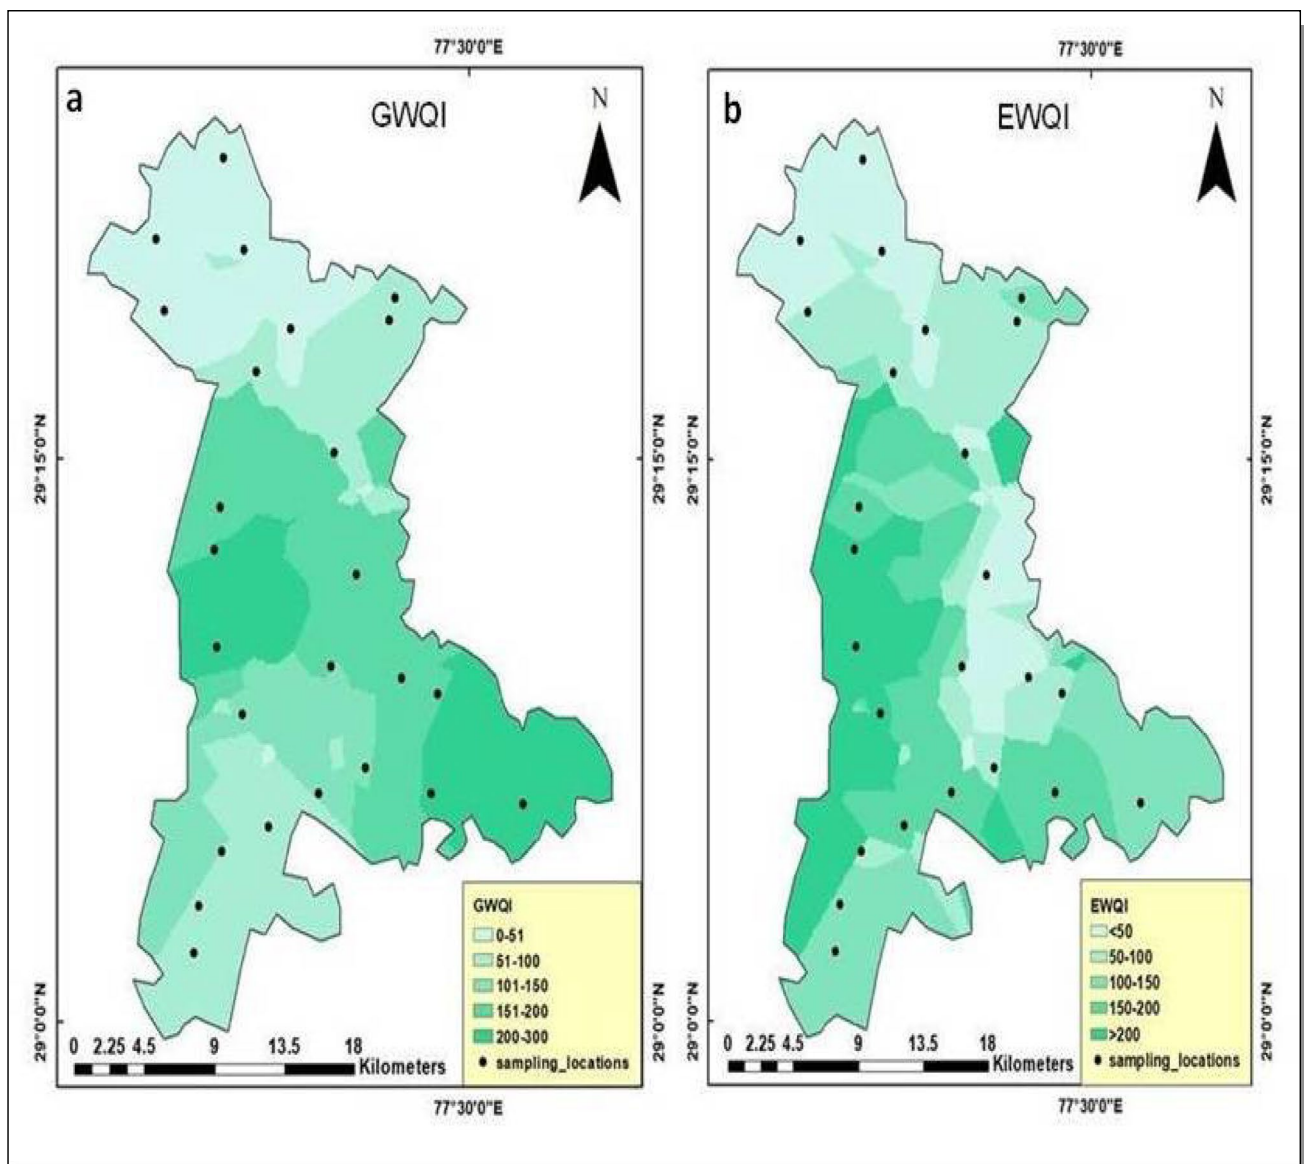 77°30'0"E
a
GWQI
N
29°15'0"N
29°15'0"N
29°0'0"N
29°0'0"N
GWQI
0-51
51-100
101-150
151-200
200-300
sampling_locations
0 2.25 4.5 9 13.5 18
Kilometers
77°30'0"E
77°30'0"E
b
EWQI
N
29°15'0"N
29°15'0"N
29°0'0"N
29°0'0"N
EWQI
<50
50-100
100-150
150-200
>200
sampling_locations
0 2.25 4.5 9 13.5 18
Kilometers
77°30'0"E